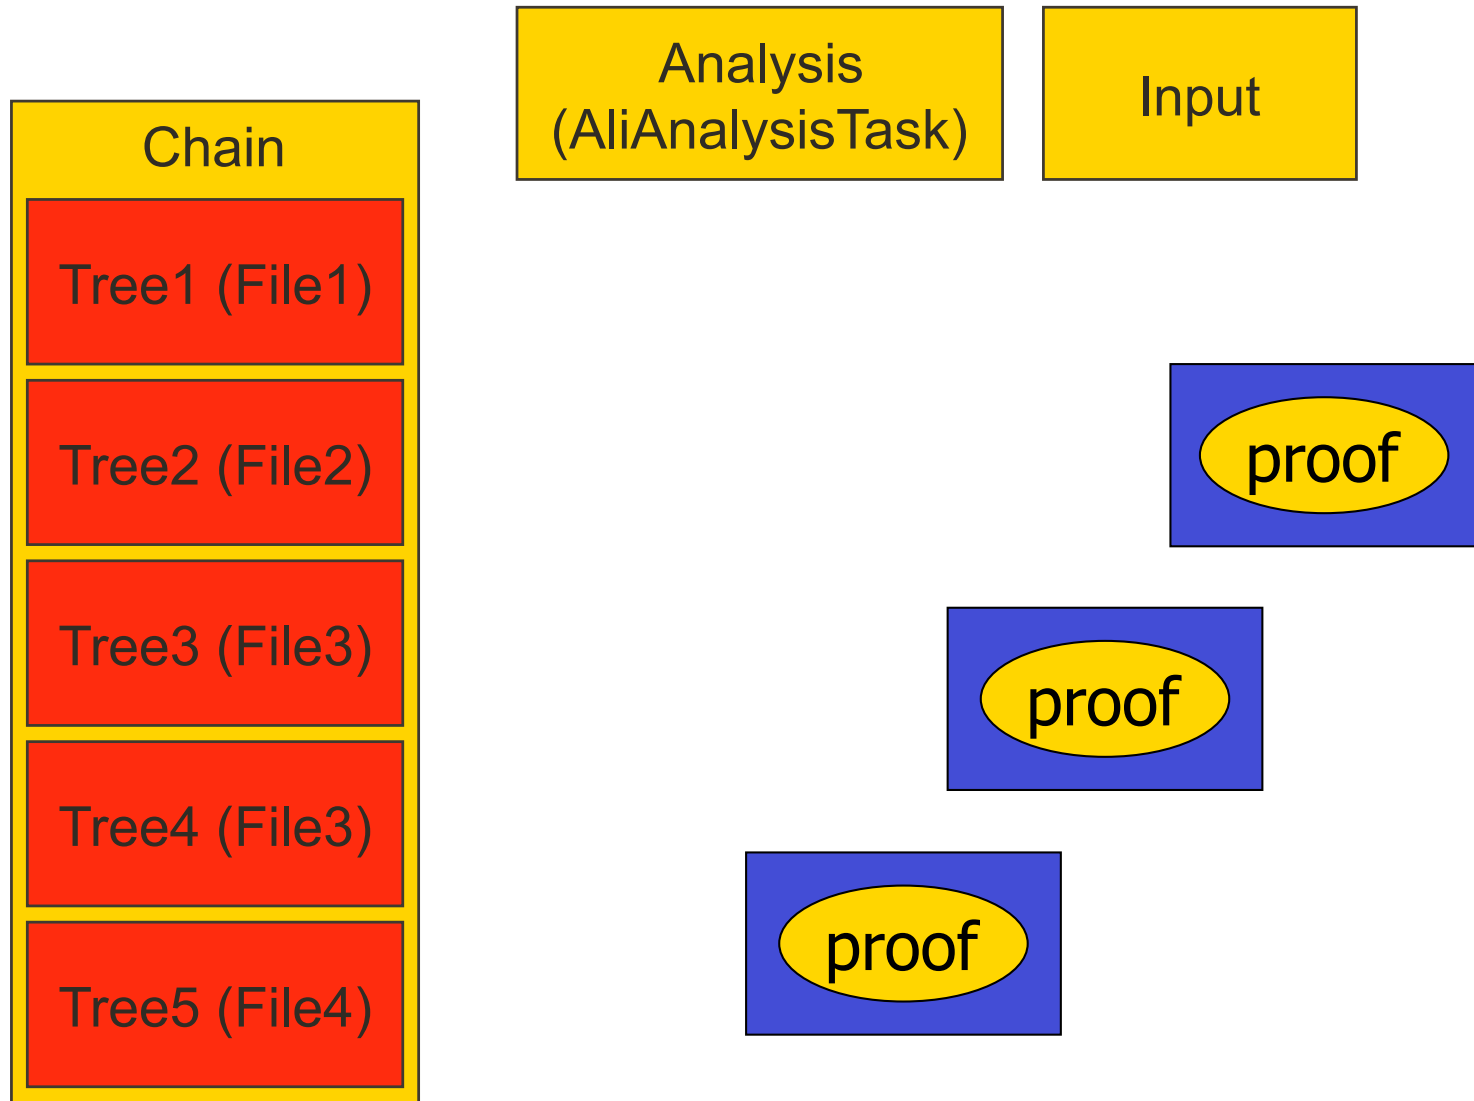 Analysis
(AliAnalysisTask)
Input
Chain
Tree1 (File1)
Tree2 (File2)
Tree3 (File3)
Tree4 (File3)
Tree5 (File4)
proof
proof
proof